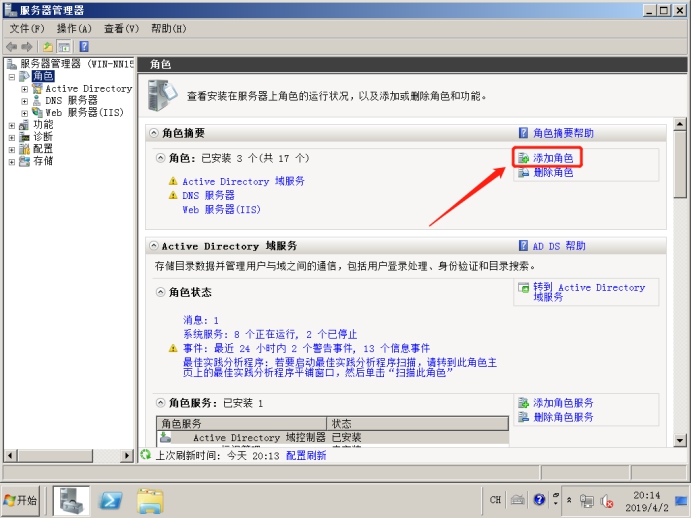 服务器管理器
文件(F) 操作(A) 查看(V) 帮助(H)
服务器管理器 (WIN-NN15
角色
Active Directory
DNS 服务器
Web 服务器(IIS)
功能
诊断
配置
存储
角色
查看安装在服务器上角色的运行状况，以及添加或删除角色和功能。
角色摘要
角色摘要帮助
角色: 已安装 3 个(共 17 个)
添加角色
删除角色
Active Directory 域服务
DNS 服务器
Web 服务器(IIS)
Active Directory 域服务
AD DS 帮助
存储目录数据并管理用户与域之间的通信，包括用户登录处理、身份验证和目录搜索。
角色状态
转到 Active Directory
域服务
消息: 1
系统服务: 8 个正在运行, 2 个已停止
事件: 最近 24 小时内 2 个警告事件, 13 个信息事件
最佳实践分析程序: 若要启动最佳实践分析程序扫描，请转到此角色主
页上的最佳实践分析程序平铺窗口，然后单击“扫描此角色”
角色服务: 已安装 1
添加角色服务
删除角色服务
角色服务 状态
Active Directory 域控制器 已安装
上次刷新时间: 今天 20:13 配置刷新
开始
CH
20:14
2019/4/2